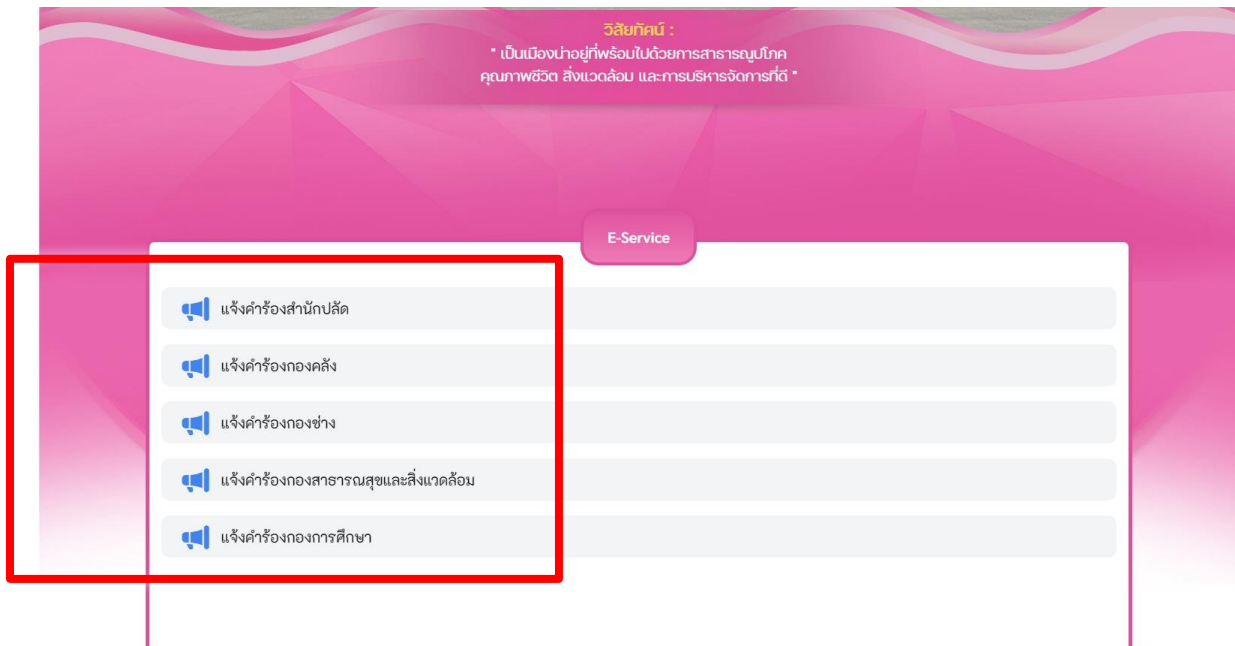 วิสัยทัศน์ :
" เป็นเมืองน่าอยู่ที่พร้อมไปด้วยการสาธารณูปโภค
คุณภาพชีวิต สิ่งแวดล้อม และการบริหารจัดการที่ดี "
E-Service
แจ้งคำร้องสำนักปลัด
แจ้งคำร้องกองคลัง
แจ้งคำร้องกองช่าง
แจ้งคำร้องกองสาธารณสุขและสิ่งแวดล้อม
แจ้งคำร้องกองการศึกษา